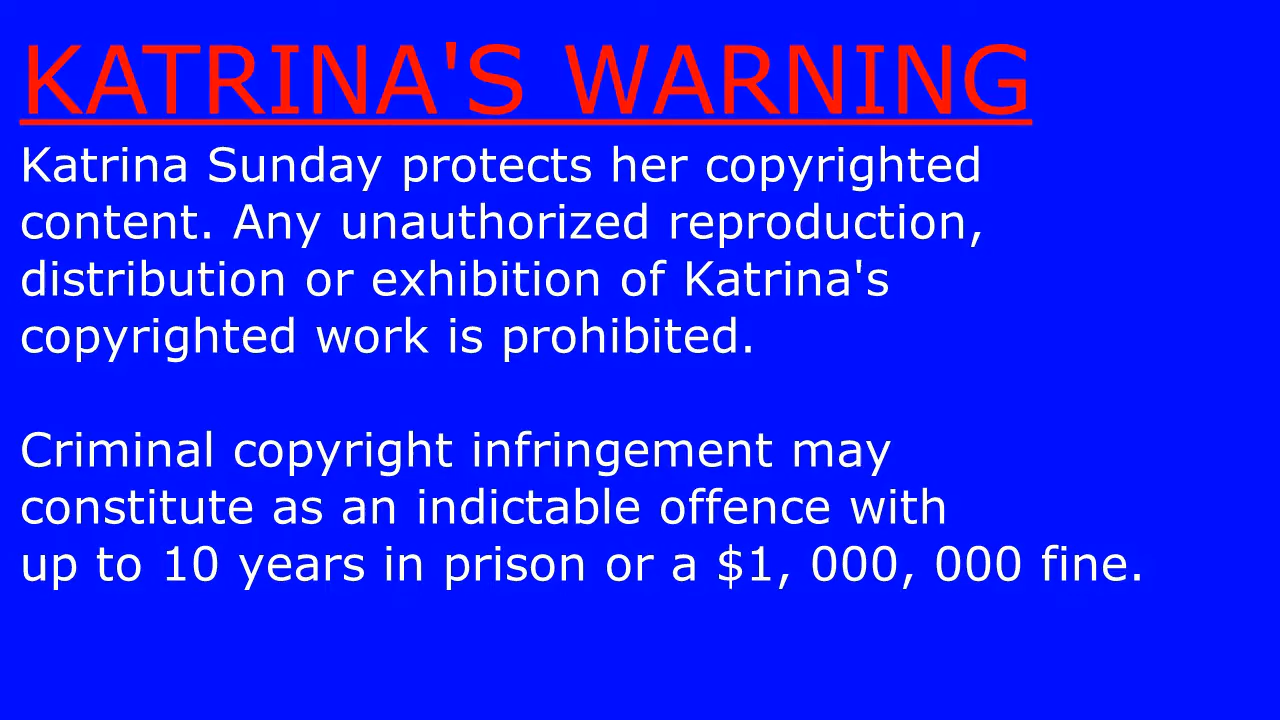 KATRINA'S WARNING
Katrina Sunday protects her copyrighted
content. Any unauthorized reproduction,
distribution or exhibition of Katrina's
copyrighted work is prohibited.
Criminal copyright infringement may
constitute as an indictable offence with
up to 10 years in prison or a $1, 000, 000 fine.